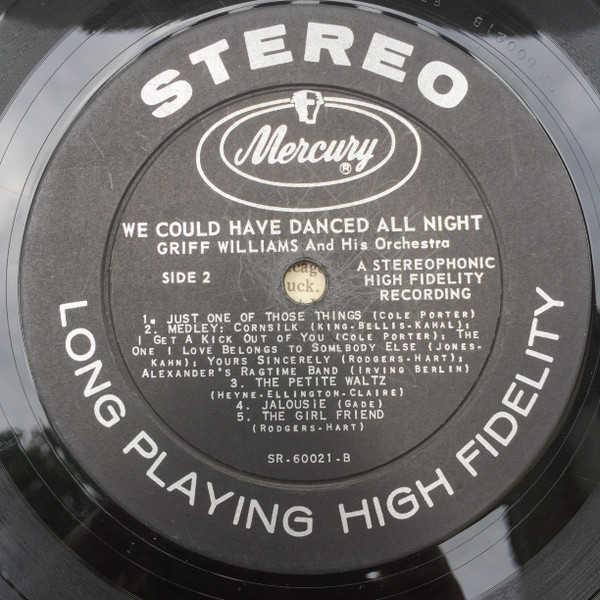 STEREO
Mercury
®
WE COULD HAVE DANCED ALL NIGHT
GRIFF WILLIAMS And His Orchestra
SIDE 2
A STEREOPHONIC
HIGH FIDELITY
RECORDING
uck.
1. JUST ONE OF THOSE THINGS (COLE PORTER)
2. MEDLEY: CORNSILK (KING-BELLIS-KAHAL);
I GET A KICK OUT OF YOU (COLE PORTER); THE
ONE I LOVE BELONGS TO SOMEBODY ELSE (JONES-
KAHN); YOURS SINCERELY (RODGERS-HART);
ALEXANDER'S RAGTIME BAND (IRVING BERLIN)
3. THE PETITE WALTZ
(HEYNE-ELLINGTON-CLAIRE)
4. JALOUSIE (GADE)
5. THE GIRL FRIEND
(RODGERS-HART)
SR-60021-B
LONG PLAYING HIGH FIDELITY